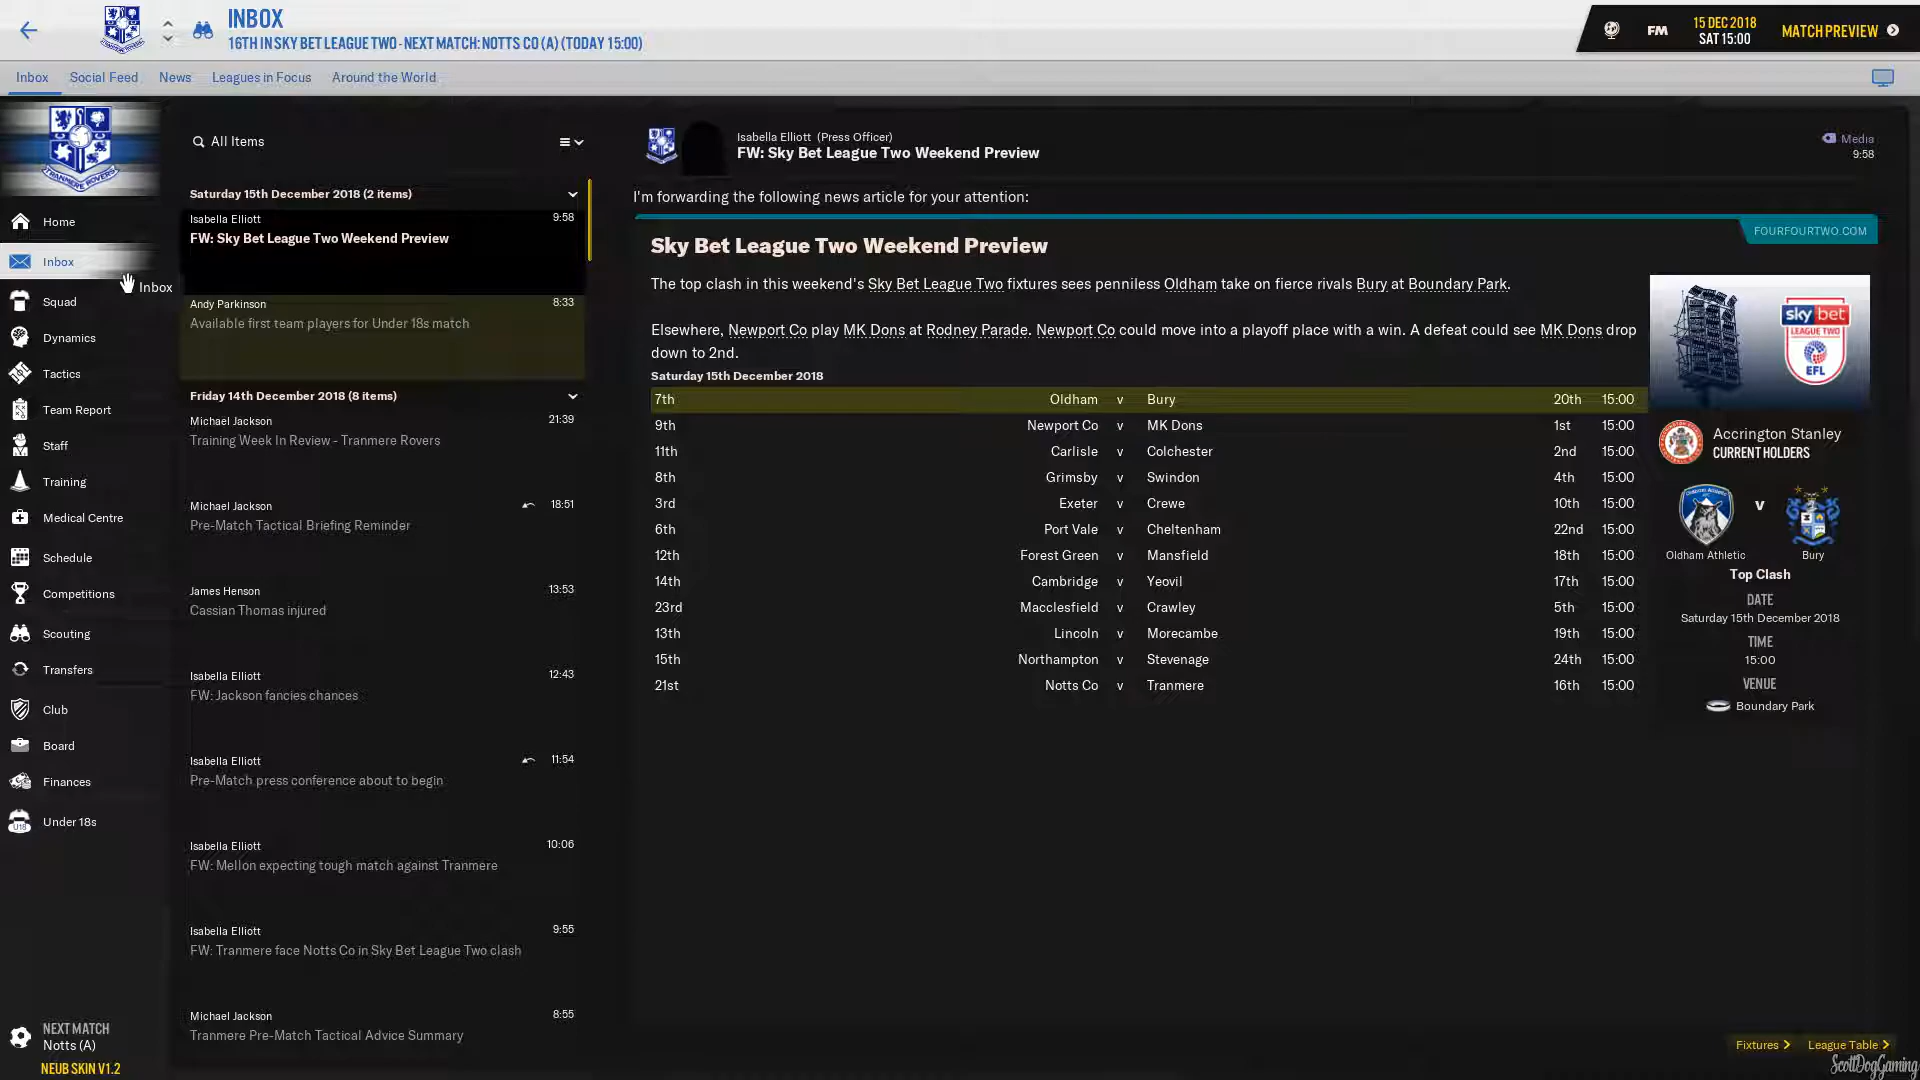 INBOX
16TH IN SKY BET LEAGUE TWO - NEXT MATCH: NOTTS CO (A) (TODAY 15:00)
FM
15 DEC 2018
SAT 15:00
MATCH PREVIEW
Inbox Social Feed News Leagues in Focus Around the World
TRANMERE ROVERS
Home
Inbox
Inbox
Squad
Dynamics
Tactics
Team Report
Staff
Training
Medical Centre
Schedule
Competitions
Scouting
Transfers
Club
Board
Finances
U18
Under 18s
NEXT MATCH
Notts (A)
NEUB SKIN V1.2
All Items
Saturday 15th December 2018 (2 items)
Isabella Elliott 9:58
FW: Sky Bet League Two Weekend Preview
Andy Parkinson 8:33
Available first team players for Under 18s match
Friday 14th December 2018 (8 items)
Michael Jackson 21:39
Training Week In Review - Tranmere Rovers
Michael Jackson 18:51
Pre-Match Tactical Briefing Reminder
James Henson 13:53
Cassian Thomas injured
Isabella Elliott 12:43
FW: Jackson fancies chances
Isabella Elliott 11:54
Pre-Match press conference about to begin
Isabella Elliott 10:06
FW: Mellon expecting tough match against Tranmere
Isabella Elliott 9:55
FW: Tranmere face Notts Co in Sky Bet League Two clash
Michael Jackson 8:55
Tranmere Pre-Match Tactical Advice Summary
Isabella Elliott (Press Officer)
FW: Sky Bet League Two Weekend Preview
Media
9:58
I'm forwarding the following news article for your attention:
FOURFOURTWO.COM
Sky Bet League Two Weekend Preview
The top clash in this weekend's Sky Bet League Two fixtures sees penniless Oldham take on fierce rivals Bury at Boundary Park.
Elsewhere, Newport Co play MK Dons at Rodney Parade. Newport Co could move into a playoff place with a win. A defeat could see MK Dons drop
down to 2nd.
Saturday 15th December 2018
7th Oldham v Bury 20th 15:00
9th Newport Co v MK Dons 1st 15:00
11th Carlisle v Colchester 2nd 15:00
8th Grimsby v Swindon 4th 15:00
3rd Exeter v Crewe 10th 15:00
6th Port Vale v Cheltenham 22nd 15:00
12th Forest Green v Mansfield 18th 15:00
14th Cambridge v Yeovil 17th 15:00
23rd Macclesfield v Crawley 5th 15:00
13th Lincoln v Morecambe 19th 15:00
15th Northampton v Stevenage 24th 15:00
21st Notts Co v Tranmere 16th 15:00
sky bet
LEAGUE TWO
EFL
Accrington Stanley
CURRENT HOLDERS
v
Oldham Athletic
Bury
Top Clash
DATE
Saturday 15th December 2018
TIME
15:00
VENUE
Boundary Park
Fixtures
League Table
ScottDogGaming